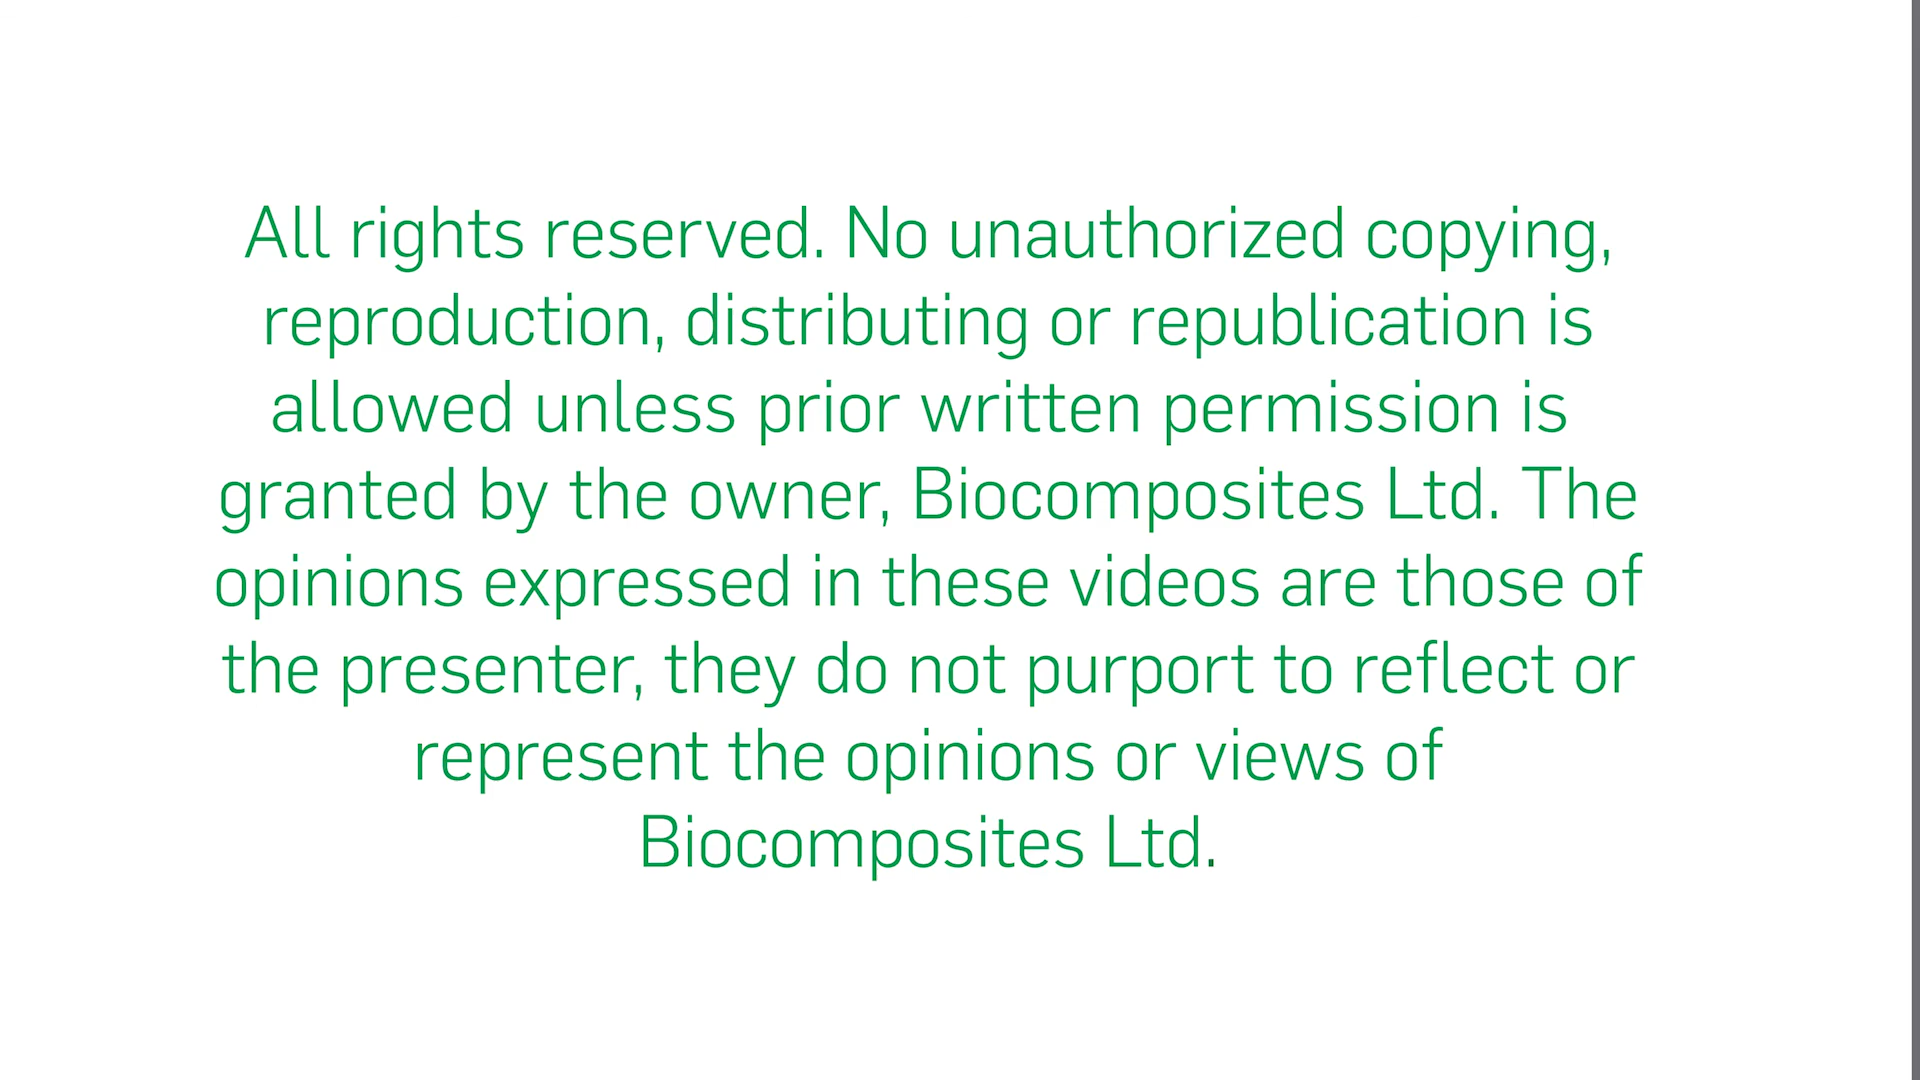 All rights reserved. No unauthorized copying,
reproduction, distributing or republication is
allowed unless prior written permission is
granted by the owner, Biocomposites Ltd. The
opinions expressed in these videos are those of
the presenter, they do not purport to reflect or
represent the opinions or views of
Biocomposites Ltd.